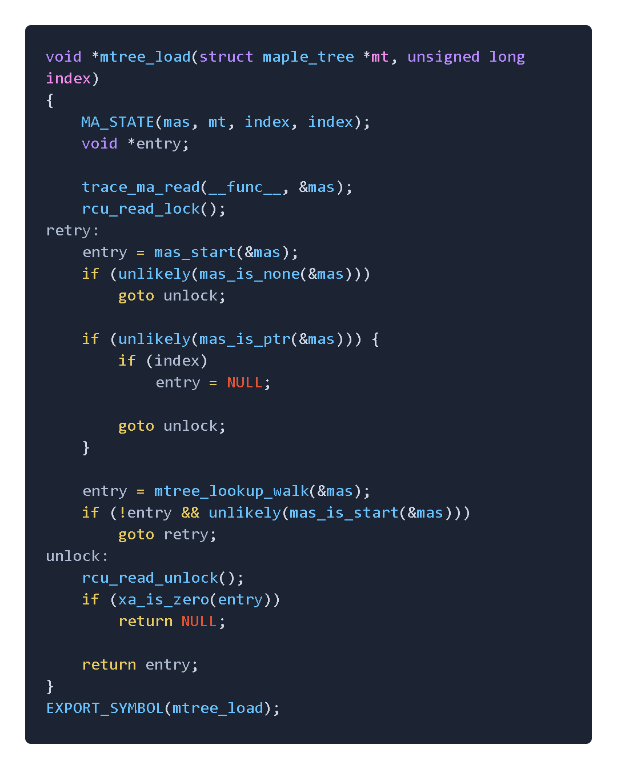 void *mtree_load(struct maple_tree *mt, unsigned long
index)
{
    MA_STATE(mas, mt, index, index);
    void *entry;

    trace_ma_read(__func__, &mas);
    rcu_read_lock();
retry:
    entry = mas_start(&mas);
    if (unlikely(mas_is_none(&mas)))
        goto unlock;

    if (unlikely(mas_is_ptr(&mas))) {
        if (index)
            entry = NULL;

        goto unlock;
    }

    entry = mtree_lookup_walk(&mas);
    if (!entry && unlikely(mas_is_start(&mas)))
        goto retry;
unlock:
    rcu_read_unlock();
    if (xa_is_zero(entry))
        return NULL;

    return entry;
}
EXPORT_SYMBOL(mtree_load);